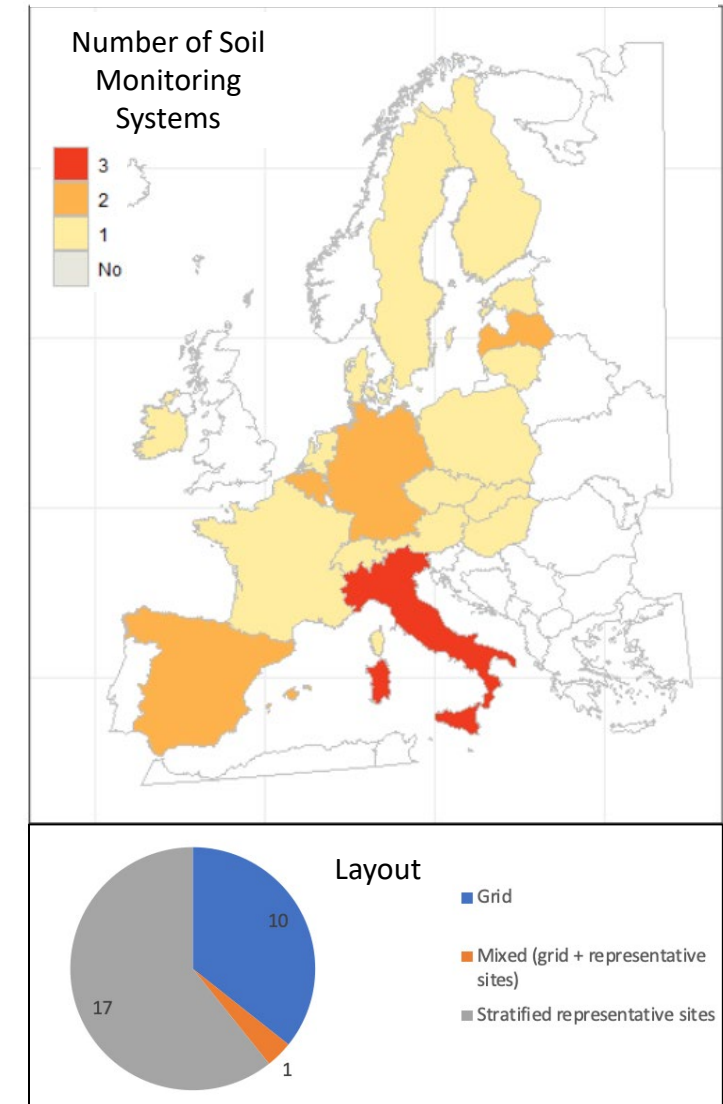 Number of Soil
Monitoring
Systems
3
2
1
No
Layout
10
17
1
Grid
Mixed (grid + representative
sites)
Stratified representative sites